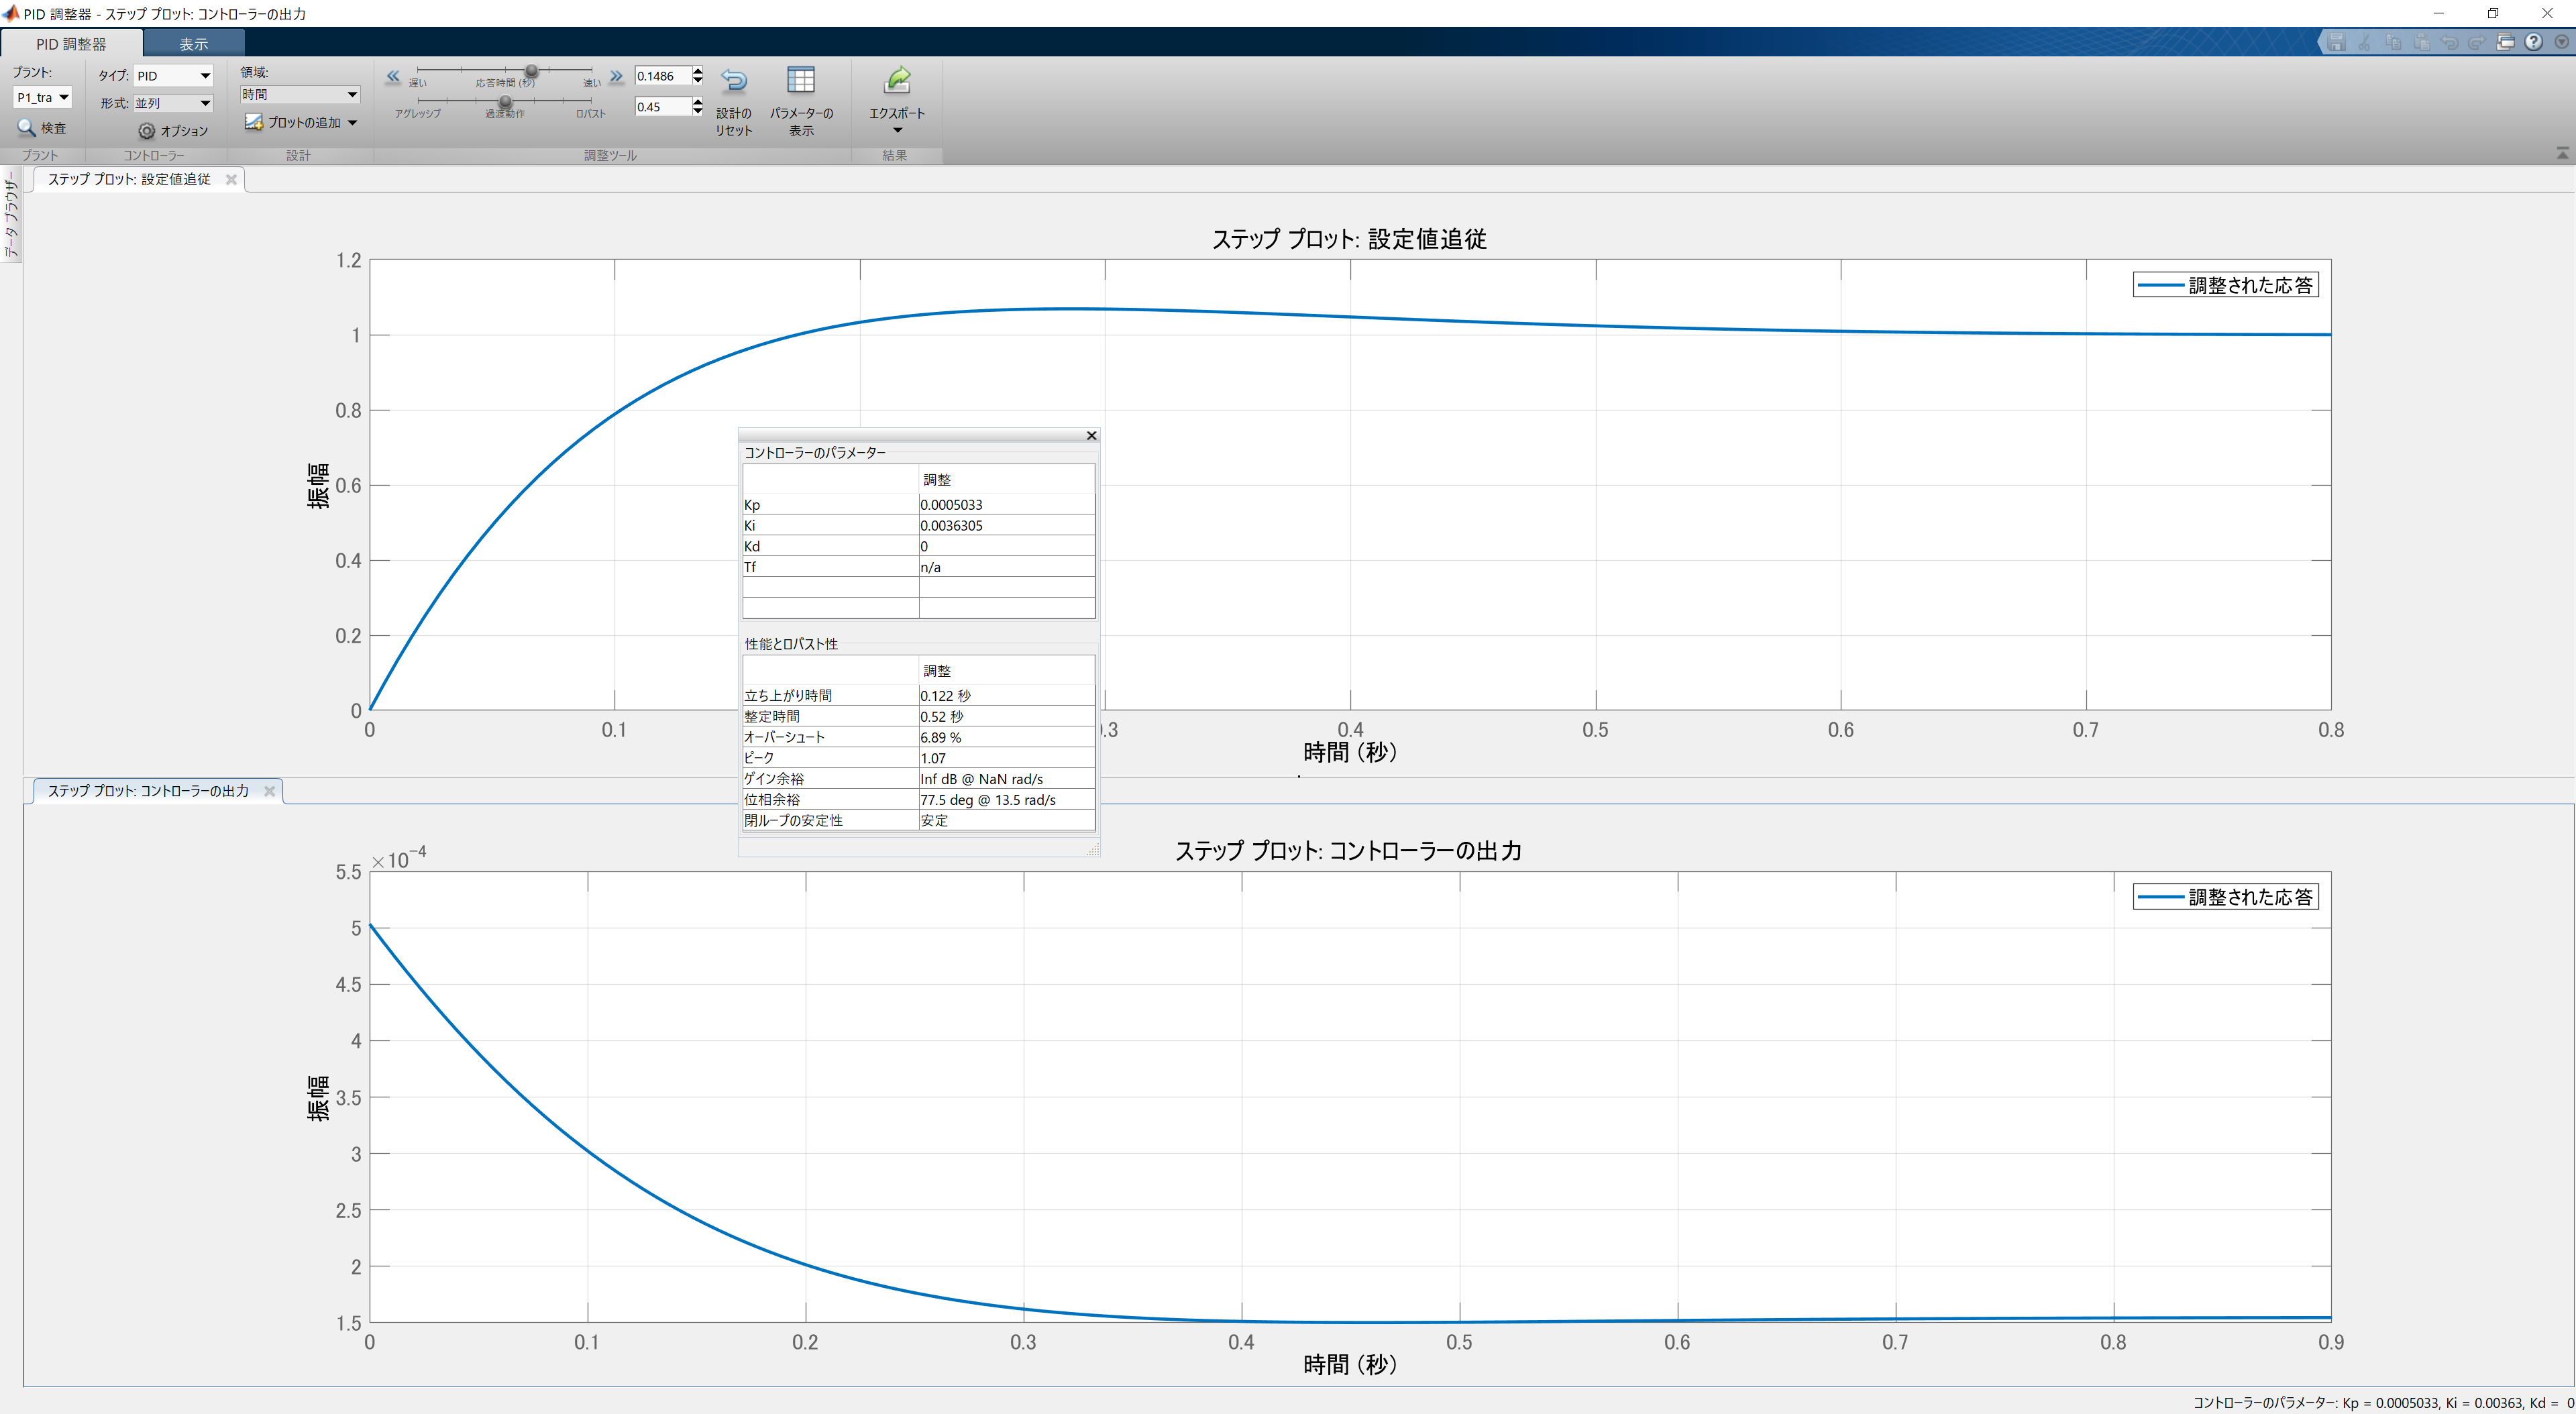 PID 調整器 - ステップ プロット: コントローラーの出力
PID 調整器
表示
プラント:
P1_tra
検査
プラント
タイプ: PID
形式: 並列
オプション
コントローラー
領域:
時間
プロットの追加
設計
遅い
応答時間 (秒)
速い
0.1486
アグレッシブ
過渡動作
ロバスト
0.45
設計の
リセット
パラメーターの
表示
調整ツール
エクスポート
結果
データ ブラウザー
ステップ プロット: 設定値追従
ステップ プロット: 設定値追従
調整された応答
振幅
1.2
1
0.8
0.6
0.4
0.2
0
0 0.1 .3 0.4 0.5 0.6 0.7 0.8
時間 (秒)
コントローラーのパラメーター
調整
Kp 0.0005033
Ki 0.0036305
Kd 0
Tf n/a
性能とロバスト性
調整
立ち上がり時間 0.122 秒
整定時間 0.52 秒
オーバーシュート 6.89 %
ピーク 1.07
ゲイン余裕 Inf dB @ NaN rad/s
位相余裕 77.5 deg @ 13.5 rad/s
閉ループの安定性 安定
ステップ プロット: コントローラーの出力
ステップ プロット: コントローラーの出力
×10⁻⁴
調整された応答
振幅
5.5
5
4.5
4
3.5
3
2.5
2
1.5
0 0.1 0.2 0.3 0.4 0.5 0.6 0.7 0.8 0.9
時間 (秒)
コントローラーのパラメーター: Kp = 0.0005033, Ki = 0.00363, Kd = 0